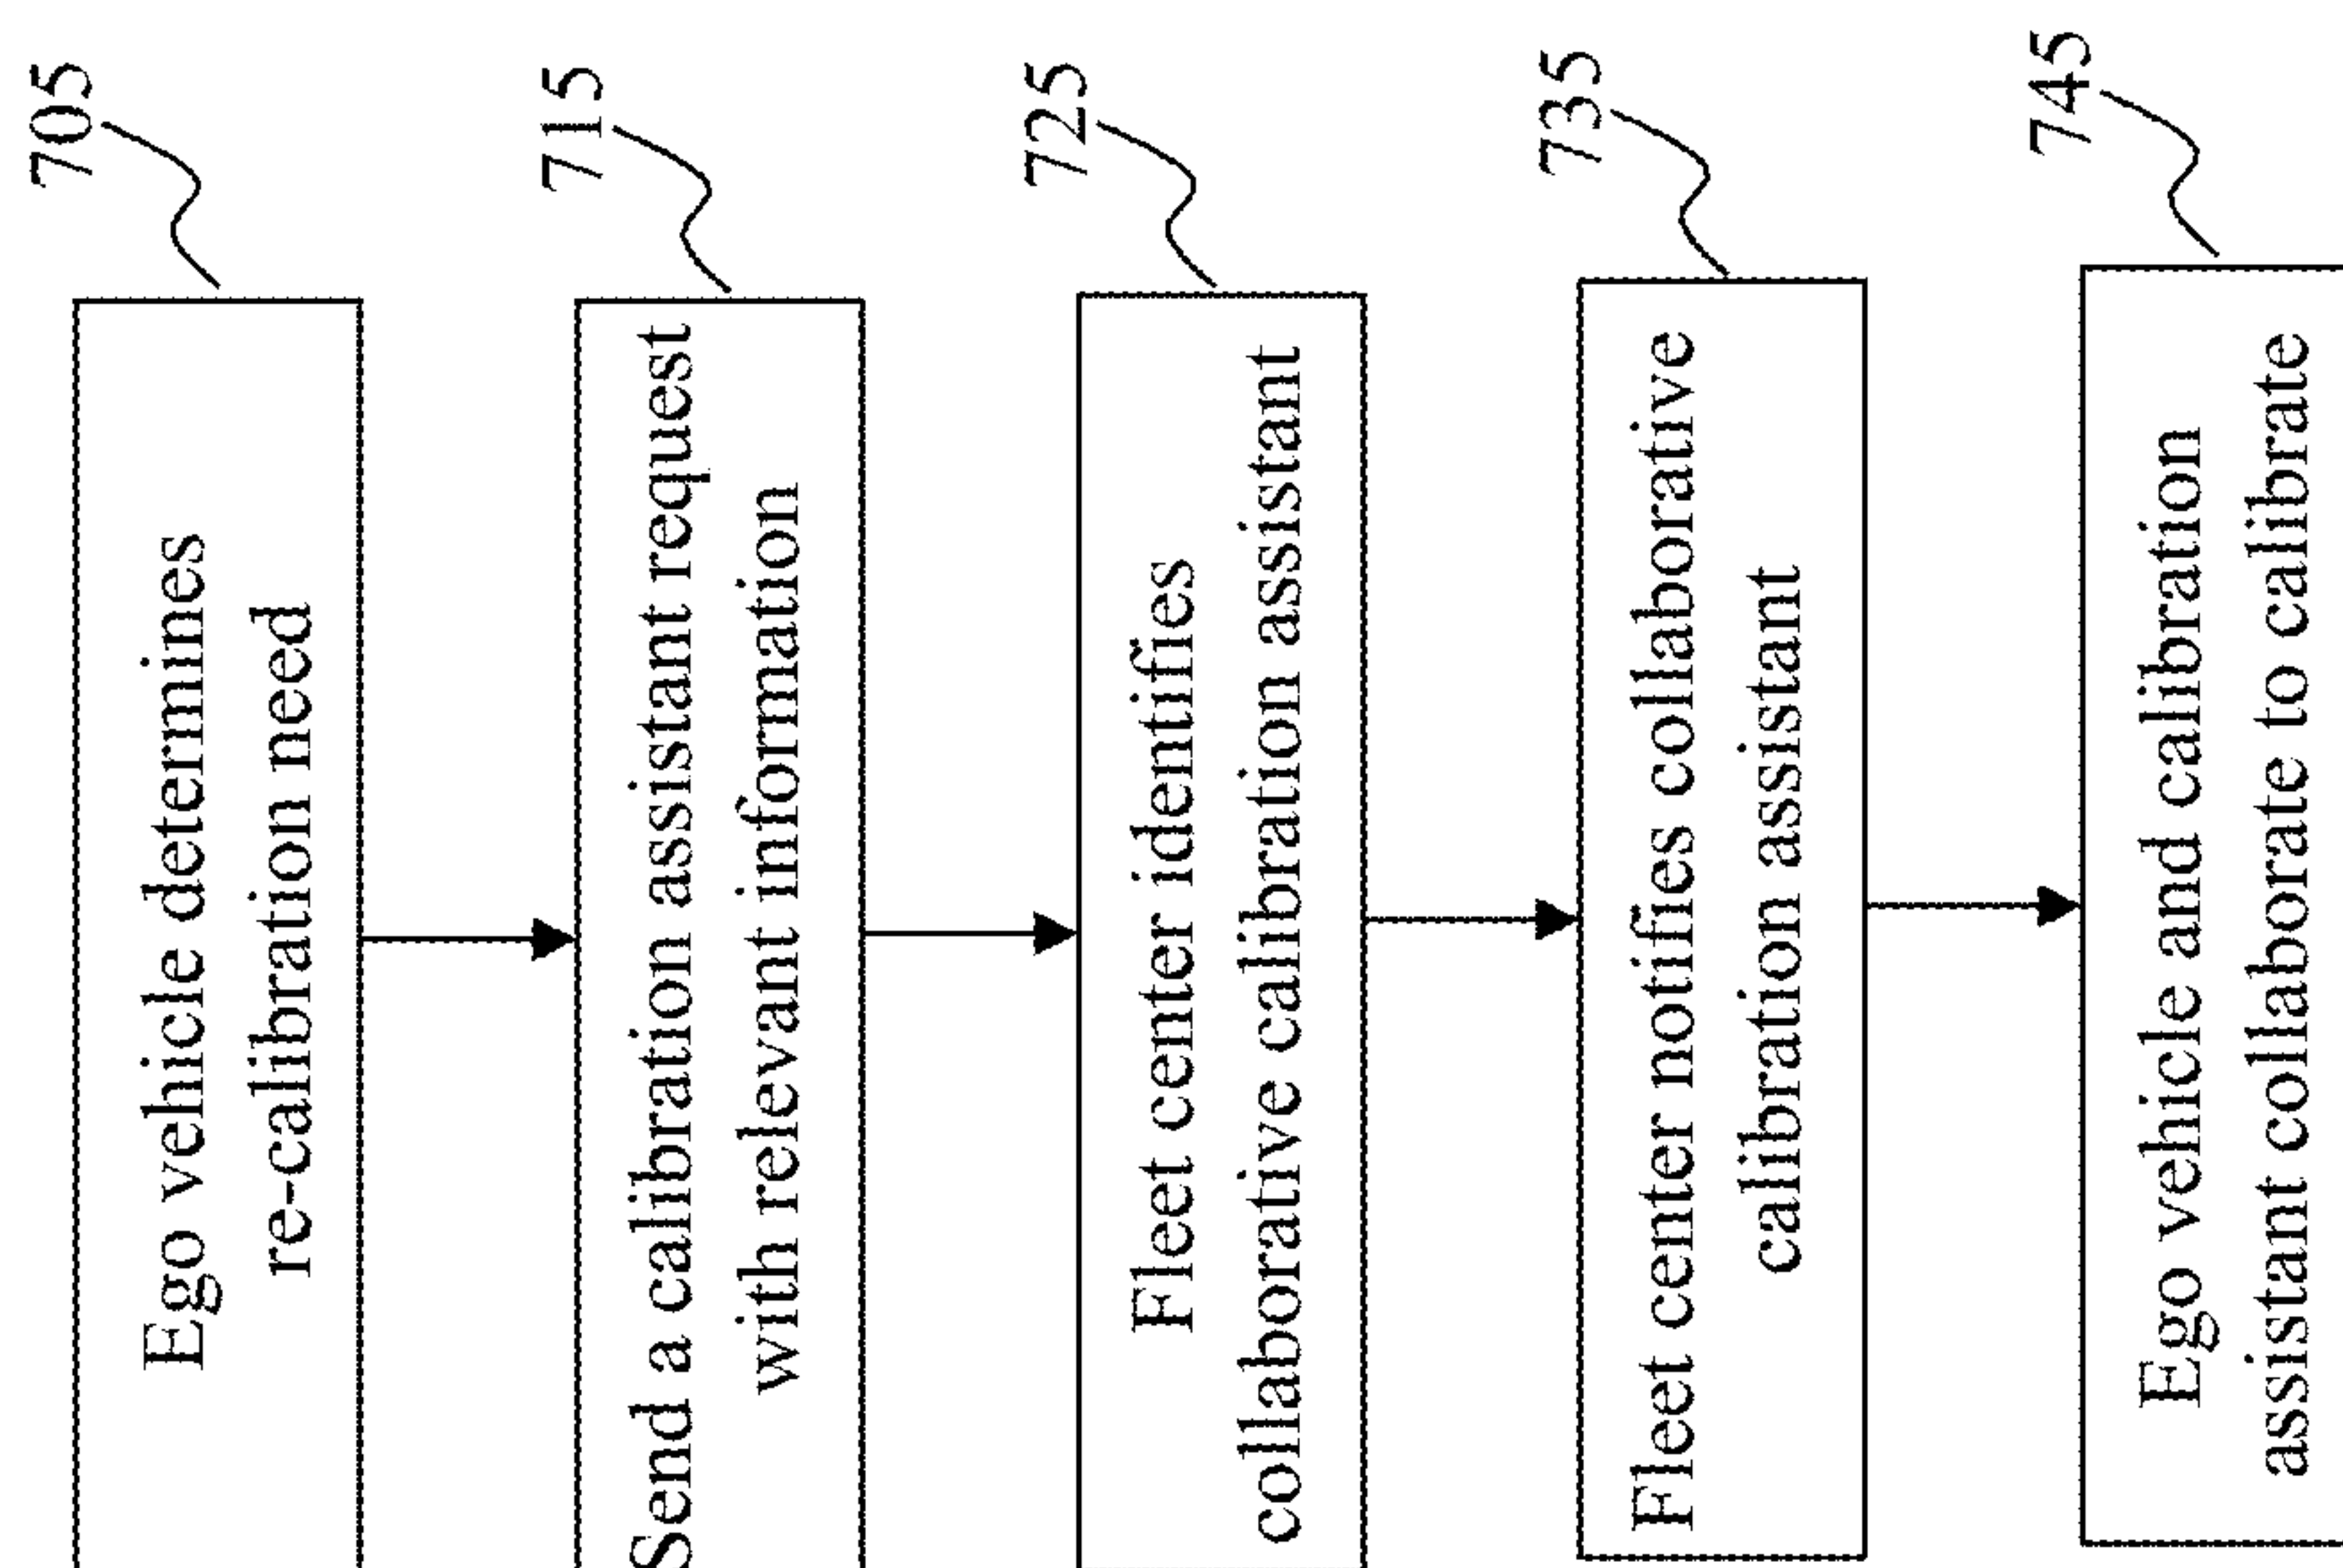 705
Ego vehicle determines
re-calibration need
715
Send a calibration assistant request
with relevant information
725
Fleet center identifies
collaborative calibration assistant
735
Fleet center notifies collaborative
calibration assistant
745
Ego vehicle and calibration
assistant collaborate to calibrate